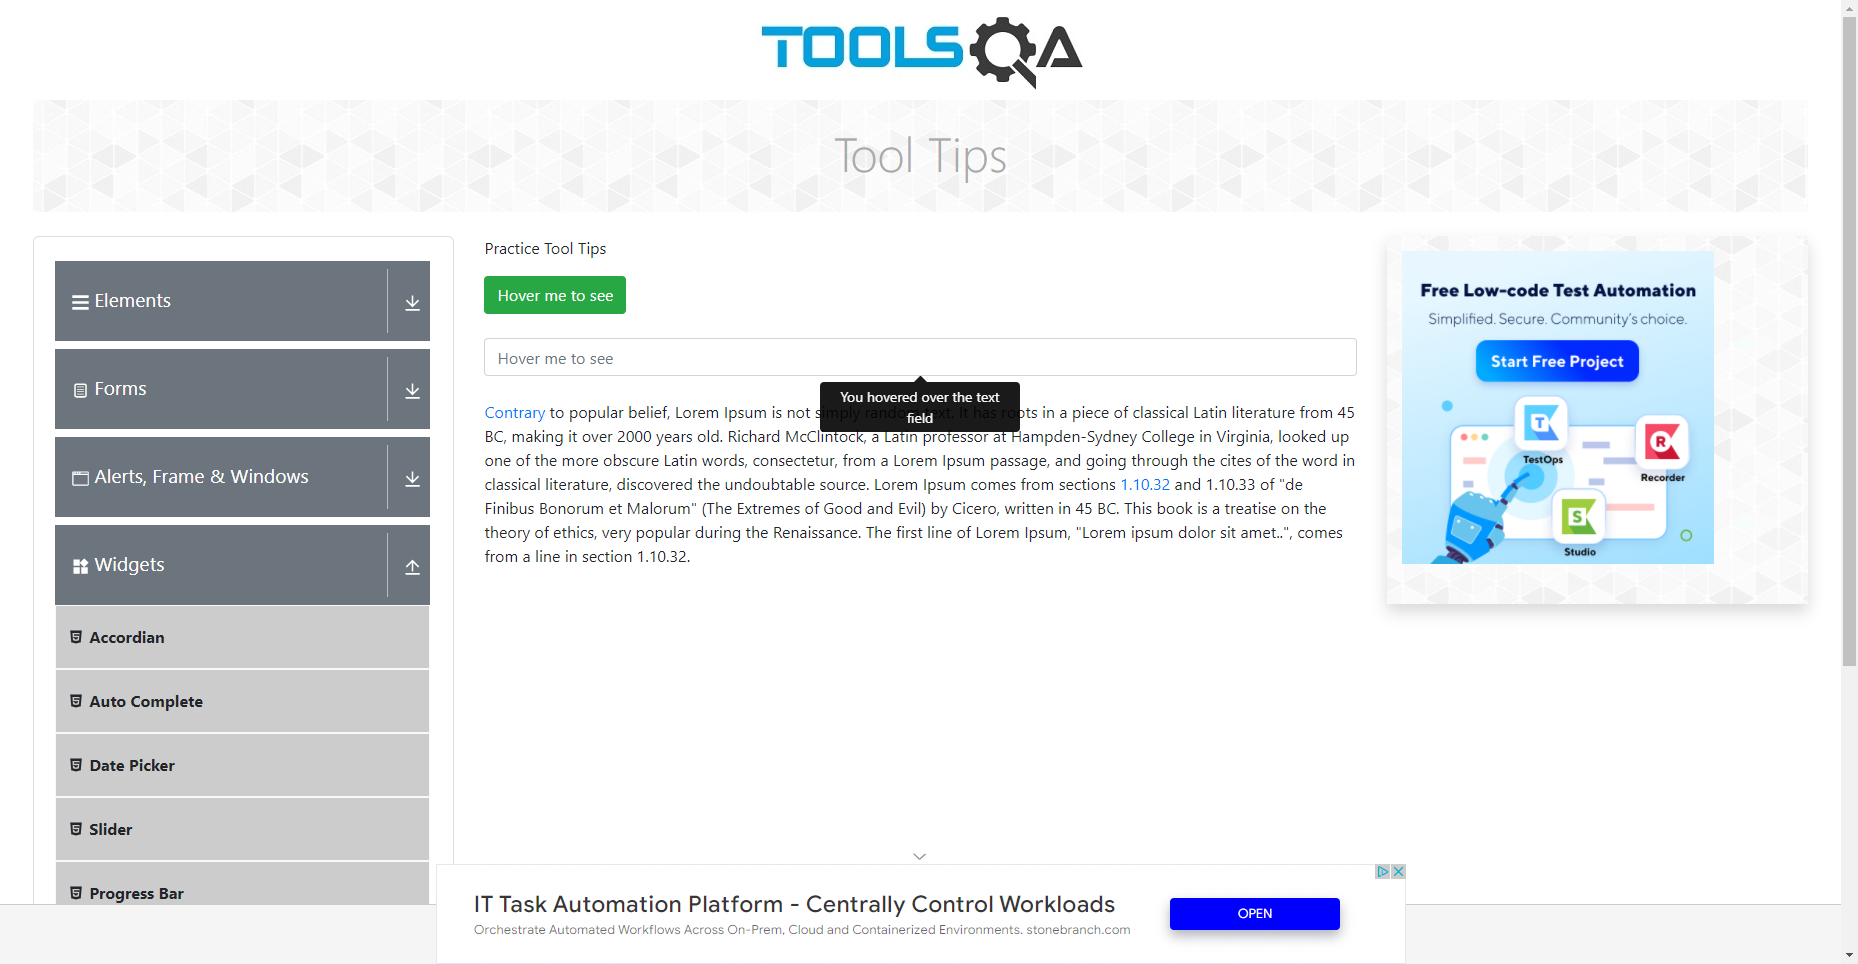 TOOLSQA
Tool Tips
Elements
Forms
Alerts, Frame & Windows
Widgets
Accordian
Auto Complete
Date Picker
Slider
Progress Bar
Practice Tool Tips
Hover me to see
Hover me to see
You hovered over the text
field
Contrary to popular belief, Lorem Ipsum is not simply random text. It has roots in a piece of classical Latin literature from 45
BC, making it over 2000 years old. Richard McClintock, a Latin professor at Hampden-Sydney College in Virginia, looked up
one of the more obscure Latin words, consectetur, from a Lorem Ipsum passage, and going through the cites of the word in
classical literature, discovered the undoubtable source. Lorem Ipsum comes from sections 1.10.32 and 1.10.33 of "de
Finibus Bonorum et Malorum" (The Extremes of Good and Evil) by Cicero, written in 45 BC. This book is a treatise on the
theory of ethics, very popular during the Renaissance. The first line of Lorem Ipsum, "Lorem ipsum dolor sit amet..", comes
from a line in section 1.10.32.
Free Low-code Test Automation
Simplified. Secure. Community's choice.
Start Free Project
T
TestOps
R
Recorder
S
Studio
IT Task Automation Platform - Centrally Control Workloads
Orchestrate Automated Workflows Across On-Prem, Cloud and Containerized Environments. stonebranch.com
OPEN